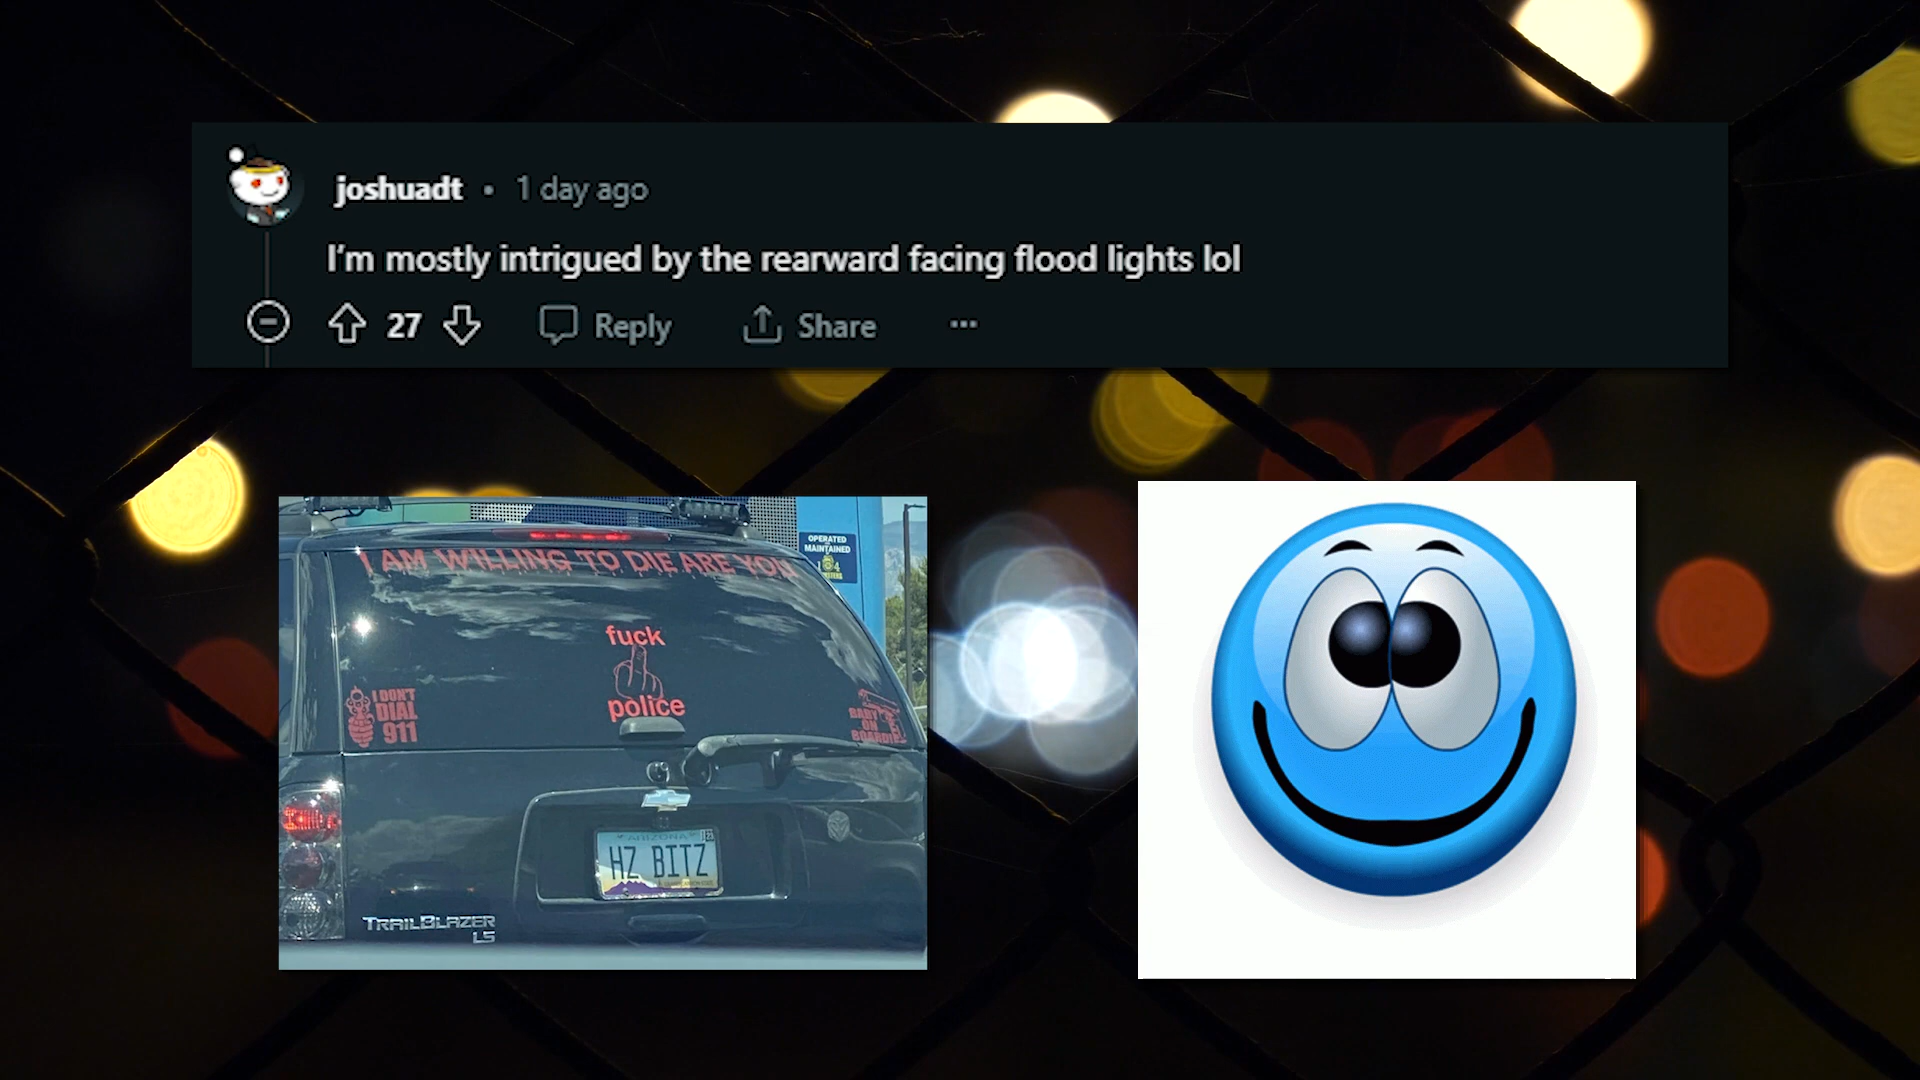 joshuadt • 1 day ago
I'm mostly intrigued by the rearward facing flood lights lol
27 Reply Share ...
OPERATED
MAINTAINED
I AM WILLING TO DIE ARE YOU
fuck
police
I DON'T
DIAL
911
BABY
ON
BOARD
ARIZONA
HZ BITZ
TRAILBLAZER
LS